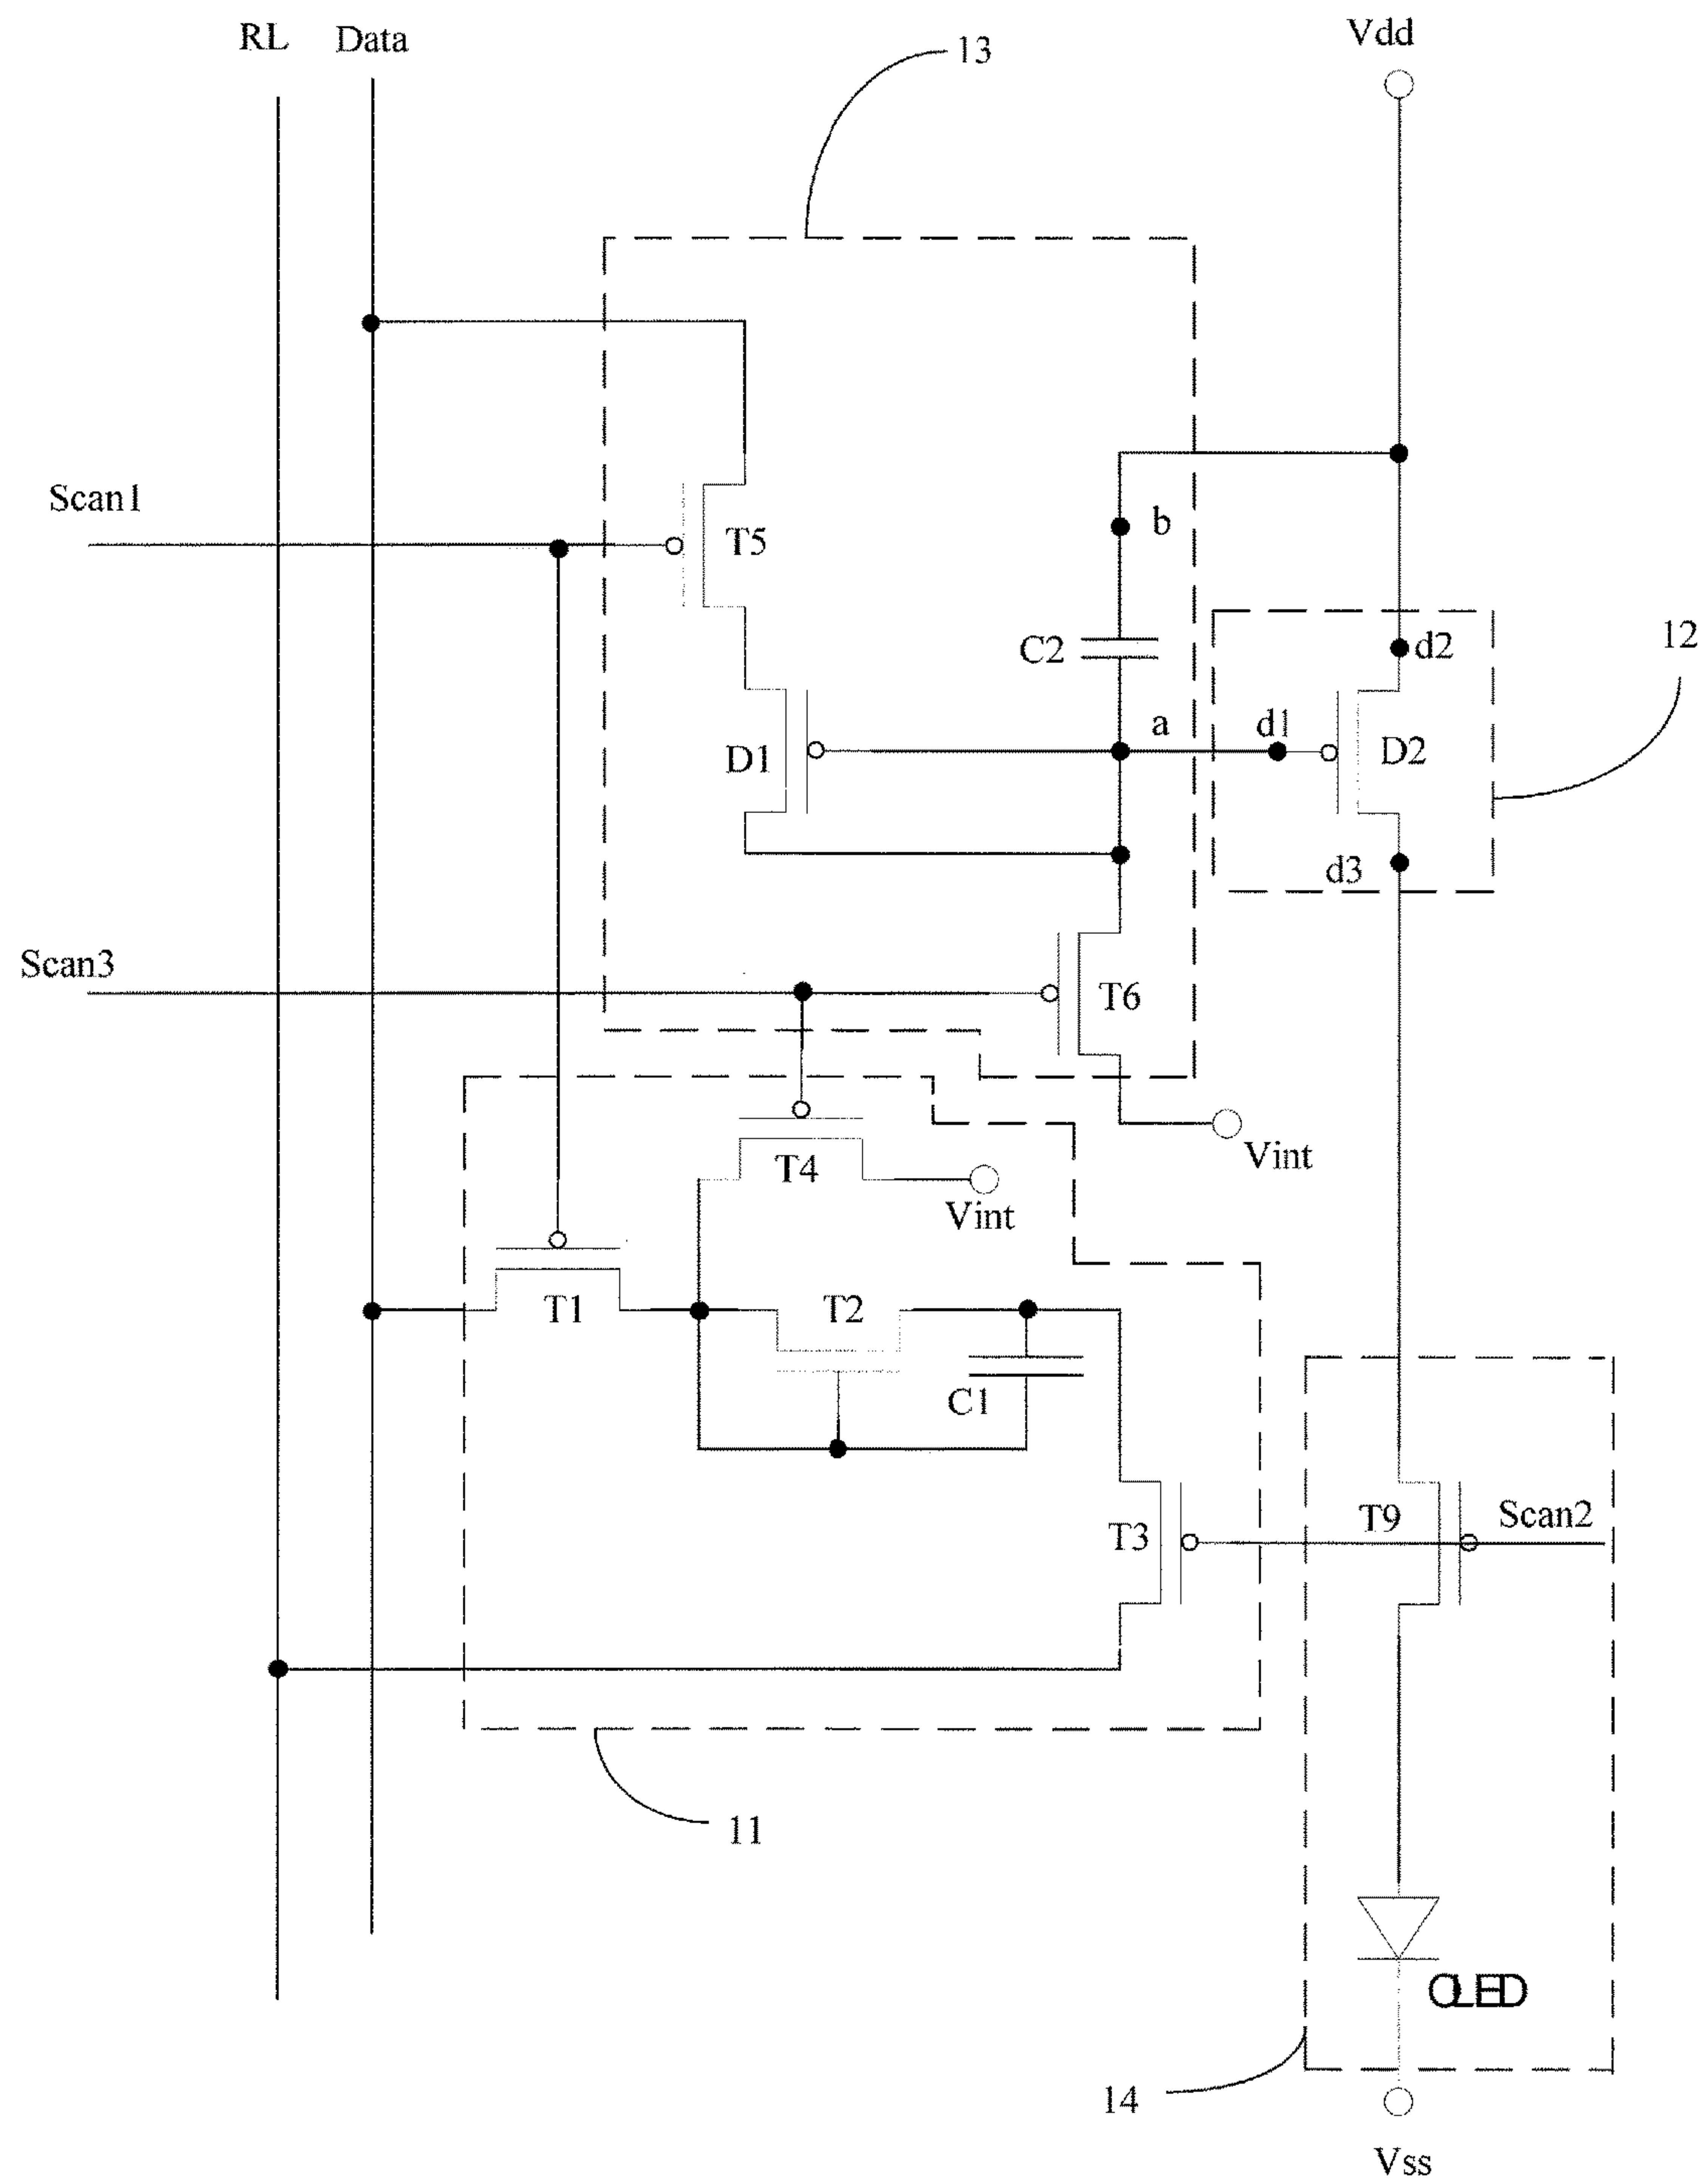 RL
Data
13
Vdd
Scan1
T5
b
C2
d2
12
a
d1
D1
D2
d3
Scan3
T6
T4
Vint
Vint
T1
T2
C1
T3
T9
Scan2
11
OLED
14
Vss